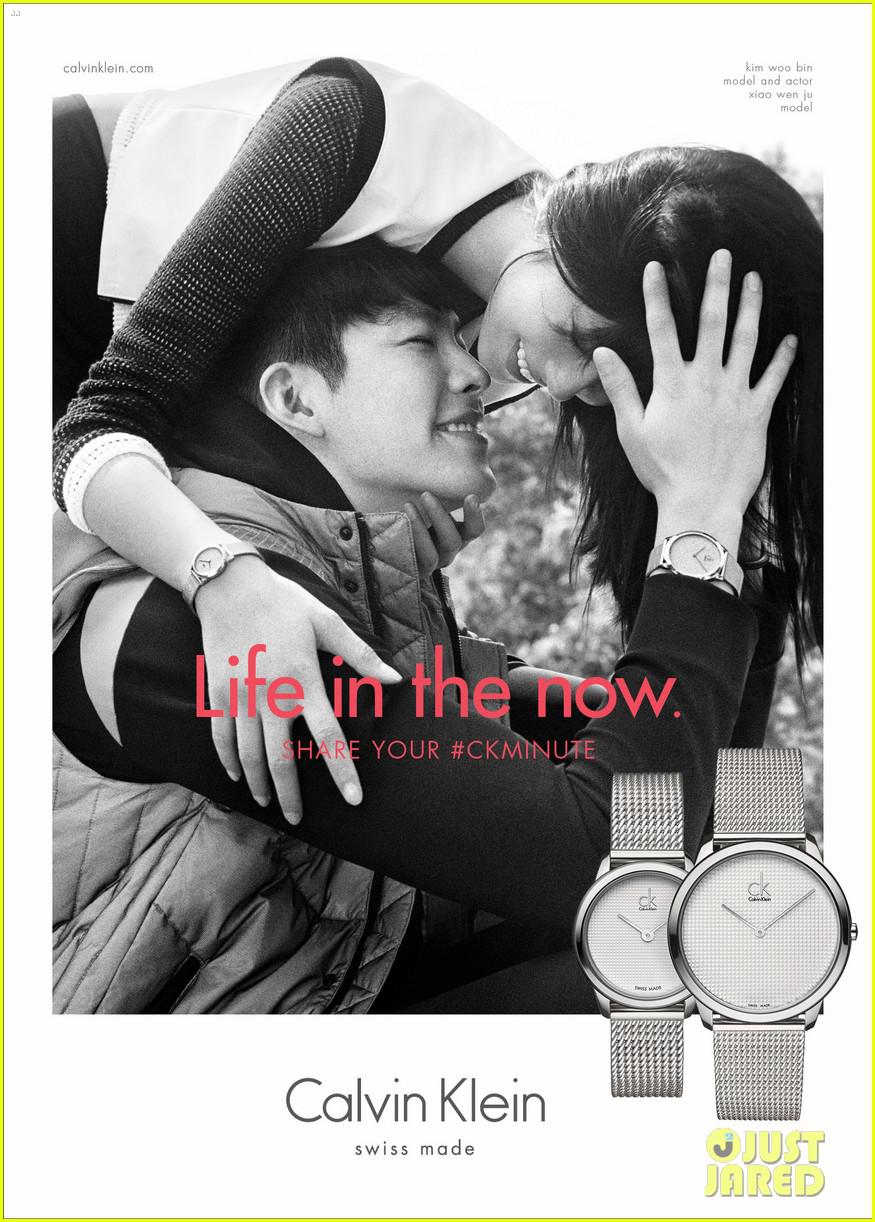 calvinklein.com
kim woo bin
model and actor
xiao wen ju
model
Life in the now.
SHARE YOUR #CKMINUTE
ck
Calvin Klein
SWISS MADE
ck
Calvin Klein
SWISS MADE
Calvin Klein
swiss made
JUST
JARED